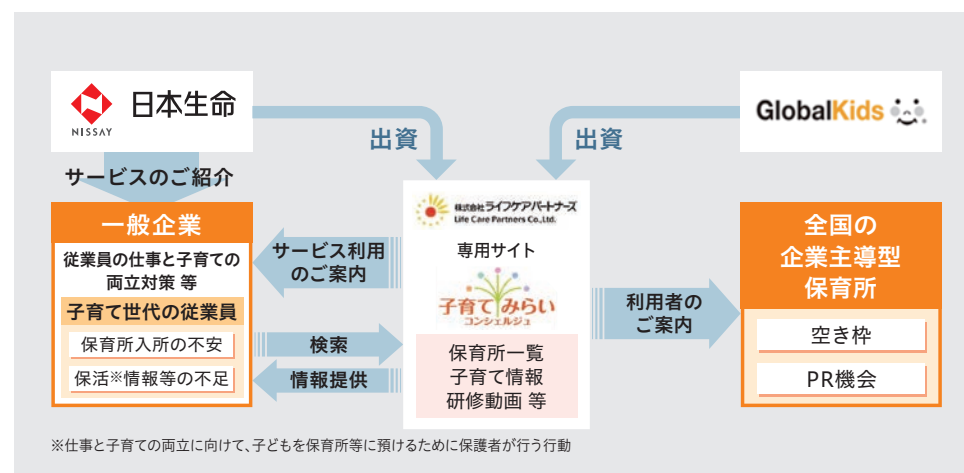 日本生命
NISSAY
GlobalKids
出資
出資
サービスのご紹介
一般企業
従業員の仕事と子育ての
両立対策 等
子育て世代の従業員
保育所入所の不安
保活※情報等の不足
サービス利用
のご案内
検索
情報提供
株式会社ライフケアパートナーズ
Life Care Partners Co.,Ltd.
専用サイト
子育てみらい
コンシェルジュ
保育所一覧
子育て情報
研修動画 等
利用者の
ご案内
全国の
企業主導型
保育所
空き枠
PR機会
※仕事と子育ての両立に向けて、子どもを保育所等に預けるために保護者が行う行動